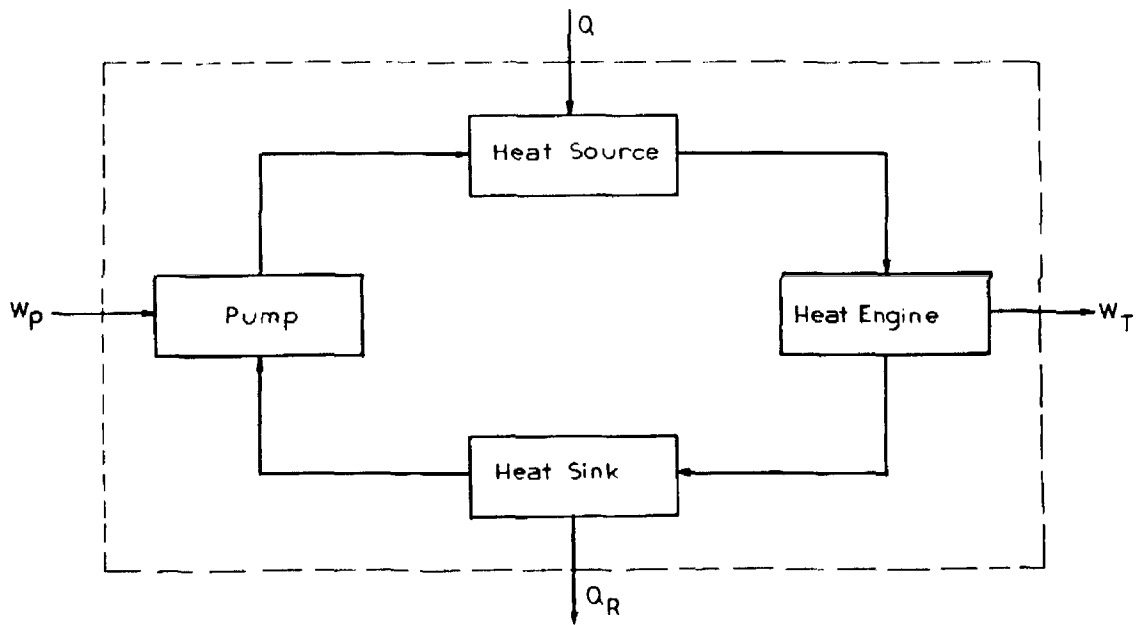 Q
Heat Source
Wp
Pump
Heat Engine
WT
Heat Sink
QR